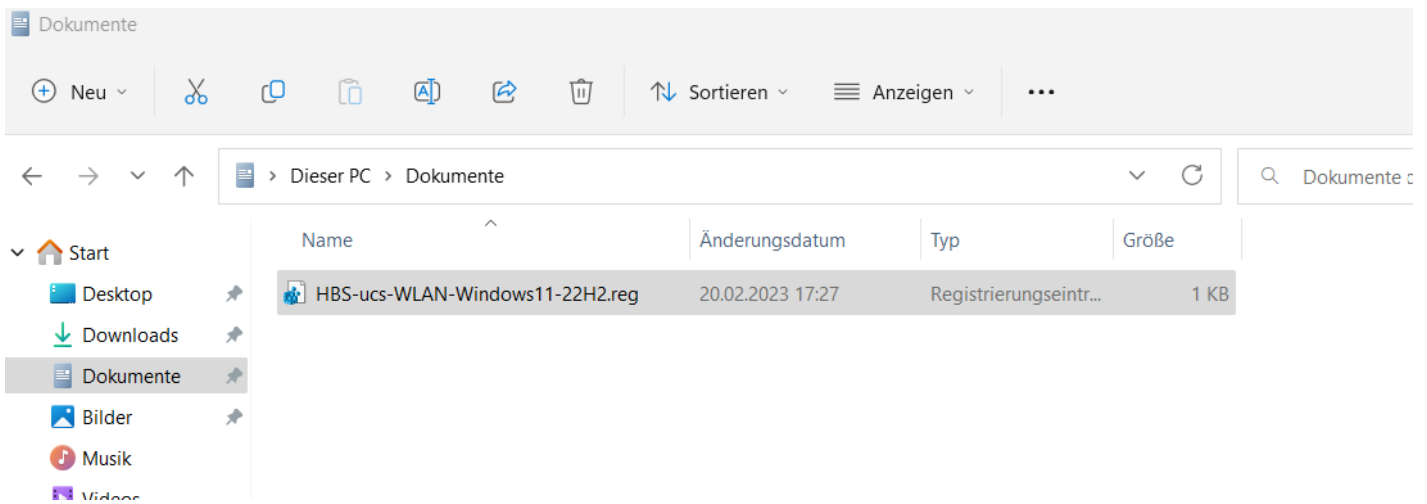 Dokumente
Neu Sortieren Anzeigen
Dieser PC Dokumente
Dokumente
Name Änderungsdatum Typ Größe
Start
HBS-ucs-WLAN-Windows11-22H2.reg 20.02.2023 17:27 Registrierungseintr... 1 KB
Desktop
Downloads
Dokumente
Bilder
Musik
Videos